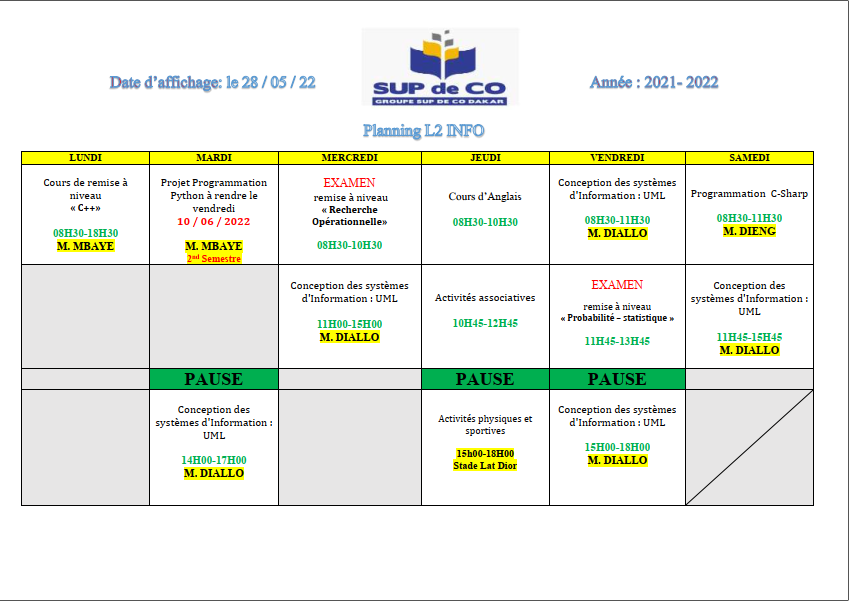 Date d'affichage: le 28 / 05 / 22
SUP de CO
GROUPE SUP DE CO DAKAR
Année : 2021- 2022
Planning L2 INFO
LUNDI
MARDI
MERCREDI
JEUDI
VENDREDI
SAMEDI
Cours de remise à
niveau
« C++»
08H30-18H30
M. MBAYE
Projet Programmation
Python à rendre le
vendredi
10 / 06 / 2022
M. MBAYE
2nd Semestre
EXAMEN
remise à niveau
« Recherche
Opérationnelle»
08H30-10H30
Cours d'Anglais
08H30-10H30
Conception des systèmes
d'Information : UML
08H30-11H30
M. DIALLO
Programmation C-Sharp
08H30-11H30
M. DIENG
Conception des systèmes
d'Information : UML
11H00-15H00
M. DIALLO
Activités associatives
10H45-12H45
EXAMEN
remise à niveau
« Probabilité – statistique »
11H45-13H45
Conception des
systèmes d'Information :
UML
11H45-15H45
M. DIALLO
PAUSE
PAUSE
PAUSE
Conception des
systèmes d'Information :
UML
14H00-17H00
M. DIALLO
Activités physiques et
sportives
15h00-18H00
Stade Lat Dior
Conception des systèmes
d'Information : UML
15H00-18H00
M. DIALLO